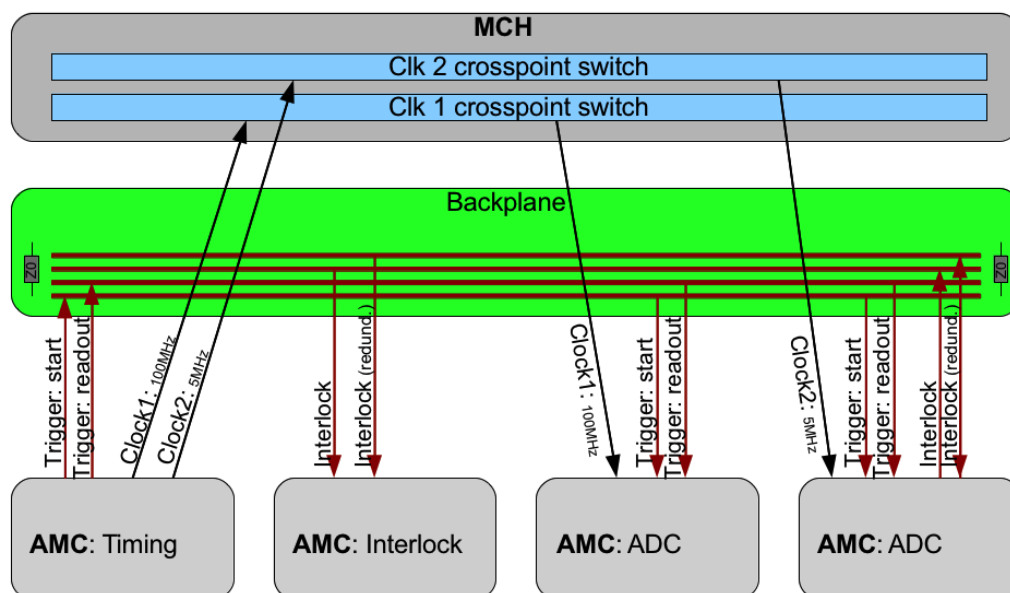 MCH
Clk 2 crosspoint switch
Clk 1 crosspoint switch
Backplane
Z0
Z0
Trigger: start
Trigger: readout
Clock1: 100MHz
Clock2: 5MHz
Interlock
Interlock (redund.)
Clock1: 100MHz
Trigger: start
Trigger: readout
Clock2: 5MHz
Trigger: start
Trigger: readout
Interlock
Interlock (redund.)
AMC: Timing
AMC: Interlock
AMC: ADC
AMC: ADC